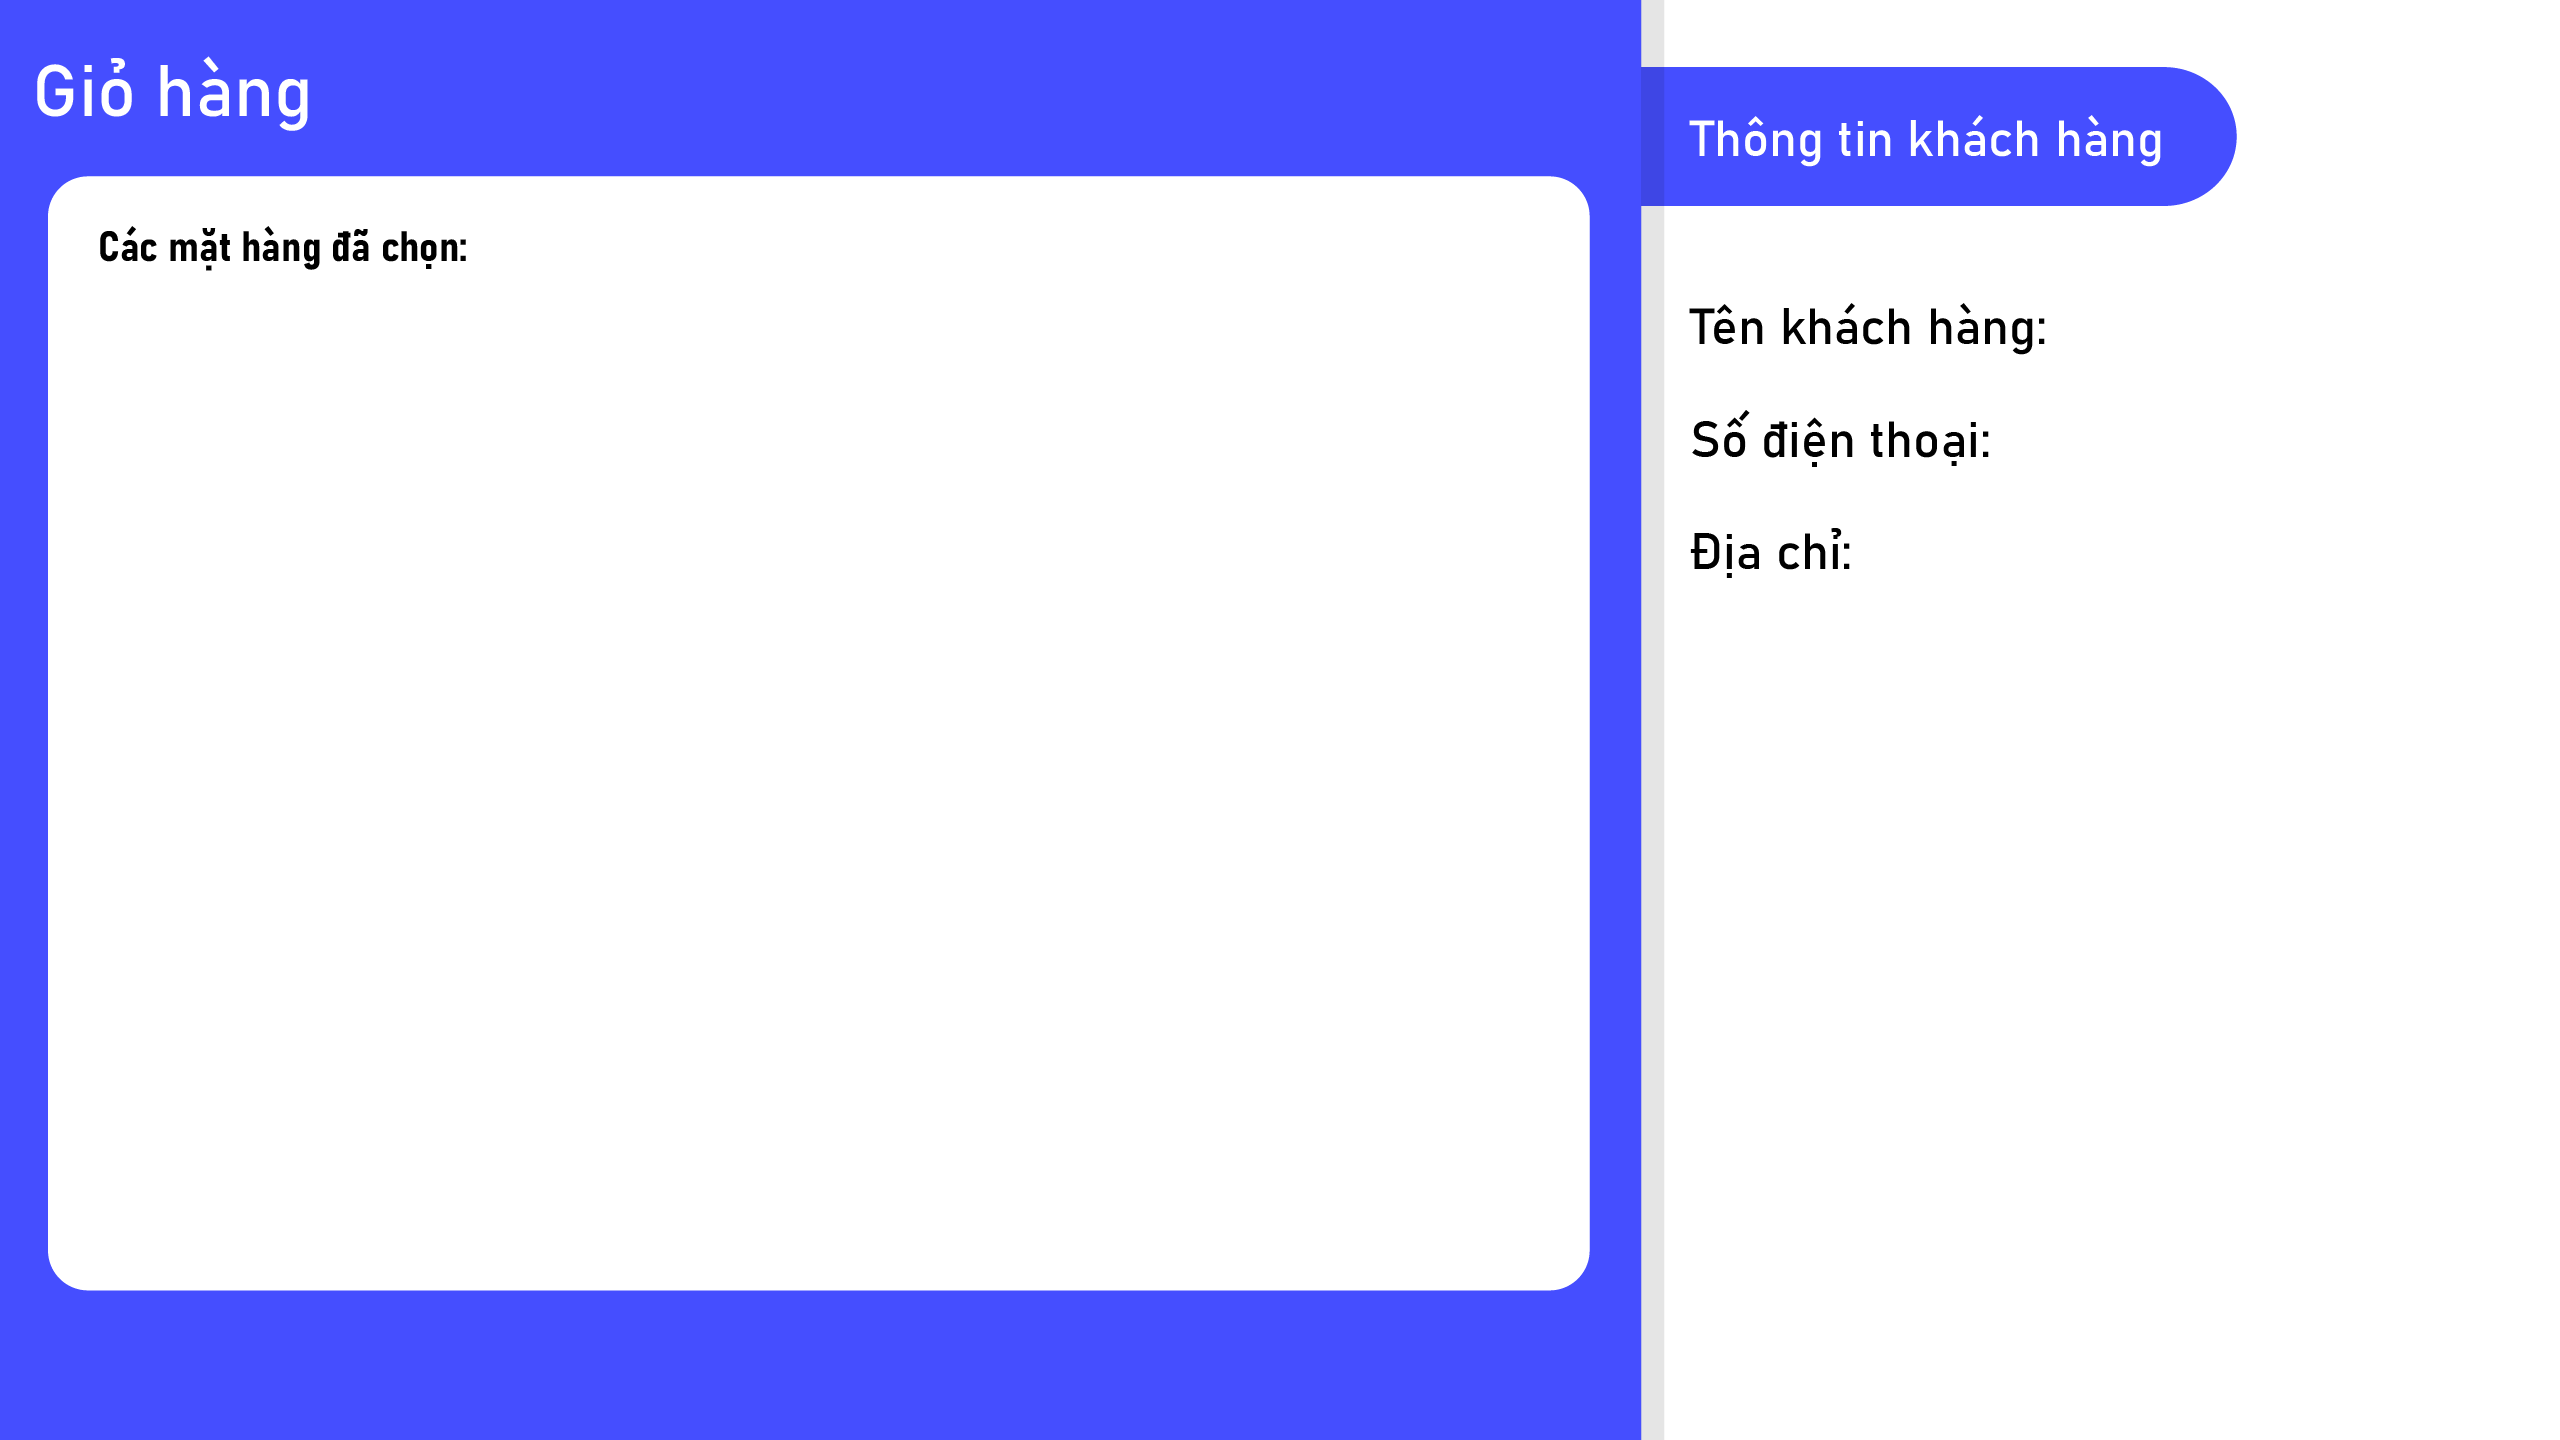 Giỏ hàng
Các mặt hàng đã chọn:
Thông tin khách hàng
Tên khách hàng:
Số điện thoại:
Địa chỉ: